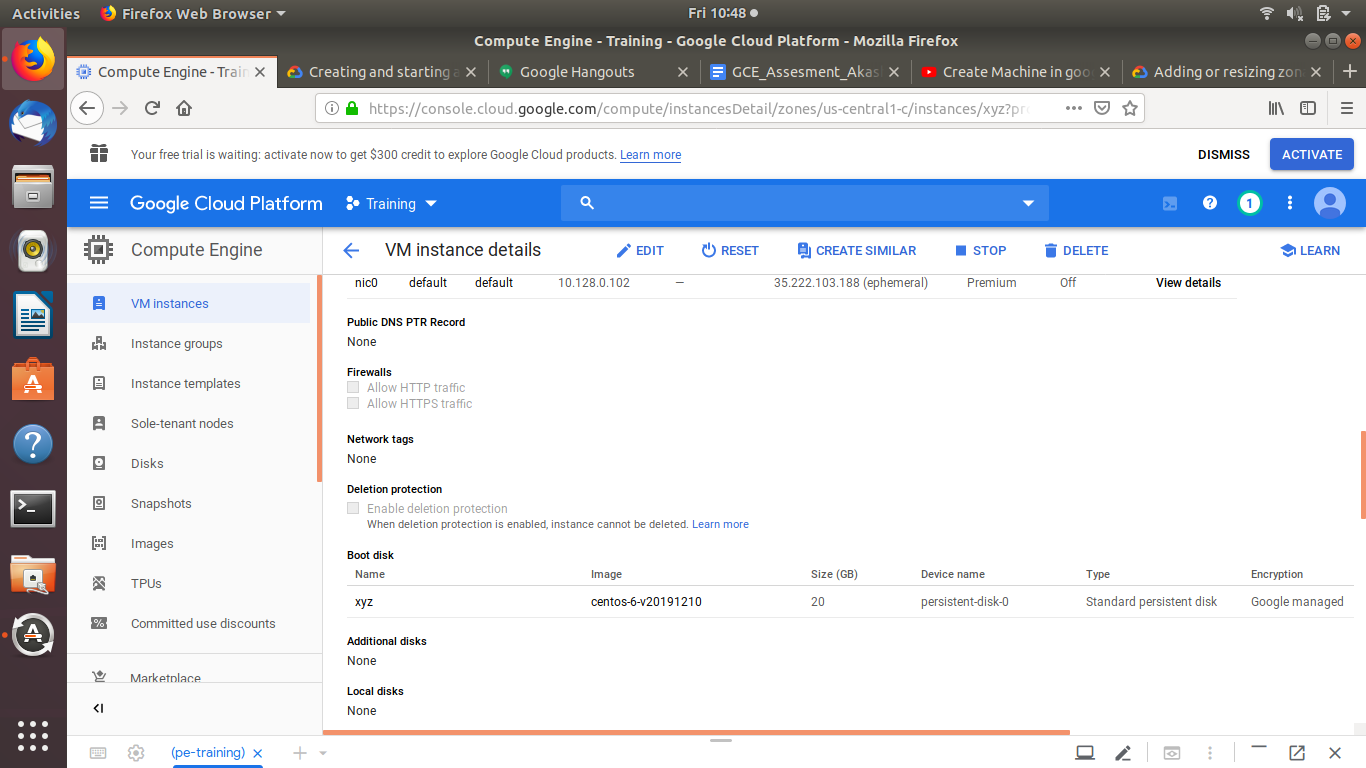 Activities Firefox Web Browser Fri 10:48
Compute Engine - Training - Google Cloud Platform - Mozilla Firefox
Compute Engine - Train Creating and starting a Google Hangouts GCE_Assesment_Akas Create Machine in goo Adding or resizing zon
https://console.cloud.google.com/compute/instancesDetail/zones/us-central1-c/instances/xyz?pr
Your free trial is waiting: activate now to get $300 credit to explore Google Cloud products. Learn more DISMISS ACTIVATE
Google Cloud Platform Training 1
Compute Engine VM instance details EDIT RESET CREATE SIMILAR STOP DELETE LEARN
nic0 default default 10.128.0.102 — 35.222.103.188 (ephemeral) Premium Off View details
VM instances
Instance groups
Instance templates
Sole-tenant nodes
Disks
Snapshots
Images
TPUs
Committed use discounts
Marketplace
Public DNS PTR Record
None
Firewalls
Allow HTTP traffic
Allow HTTPS traffic
Network tags
None
Deletion protection
Enable deletion protection
When deletion protection is enabled, instance cannot be deleted. Learn more
Boot disk
Name Image Size (GB) Device name Type Encryption
xyz centos-6-v20191210 20 persistent-disk-0 Standard persistent disk Google managed
Additional disks
None
Local disks
None
(pe-training)